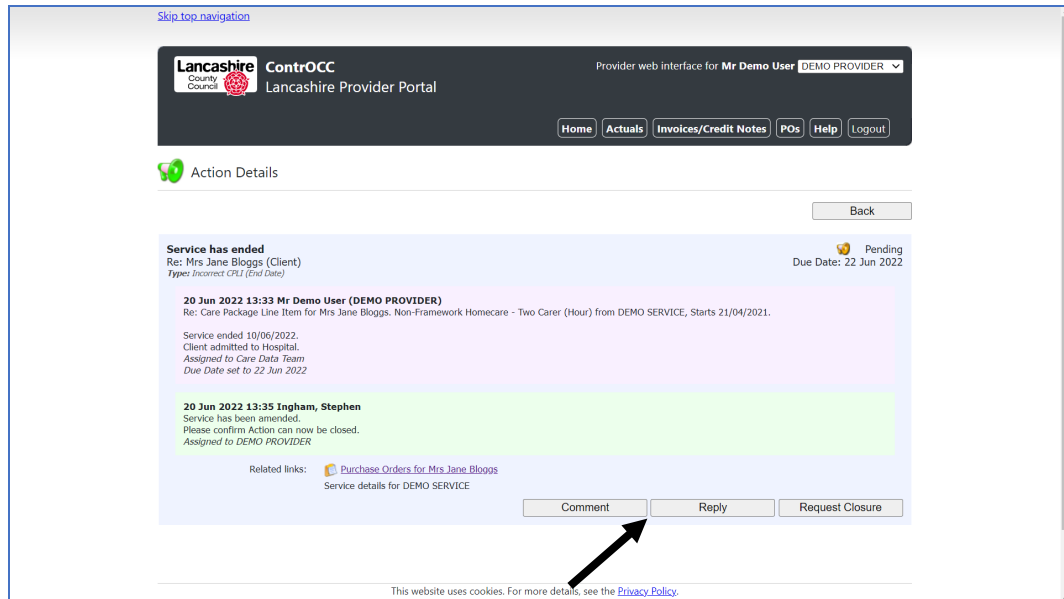 Skip top navigation
Lancashire
County
Council
ControCC
Lancashire Provider Portal
Provider web interface for Mr Demo User DEMO PROVIDER
Home Actuals Invoices/Credit Notes POs Help Logout
Action Details
Back
Service has ended
Pending
Re: Mrs Jane Bloggs (Client)
Due Date: 22 Jun 2022
Type: Incorrect CPLI (End Date)
20 Jun 2022 13:33 Mr Demo User (DEMO PROVIDER)
Re: Care Package Line Item for Mrs Jane Bloggs. Non-Framework Homecare - Two Carer (Hour) from DEMO SERVICE, Starts 21/04/2021.
Service ended 10/06/2022.
Client admitted to Hospital.
Assigned to Care Data Team
Due Date set to 22 Jun 2022
20 Jun 2022 13:35 Ingham, Stephen
Service has been amended.
Please confirm Action can now be closed.
Assigned to DEMO PROVIDER
Related links: Purchase Orders for Mrs Jane Bloggs
Service details for DEMO SERVICE
Comment Reply Request Closure
This website uses cookies. For more details, see the Privacy Policy.